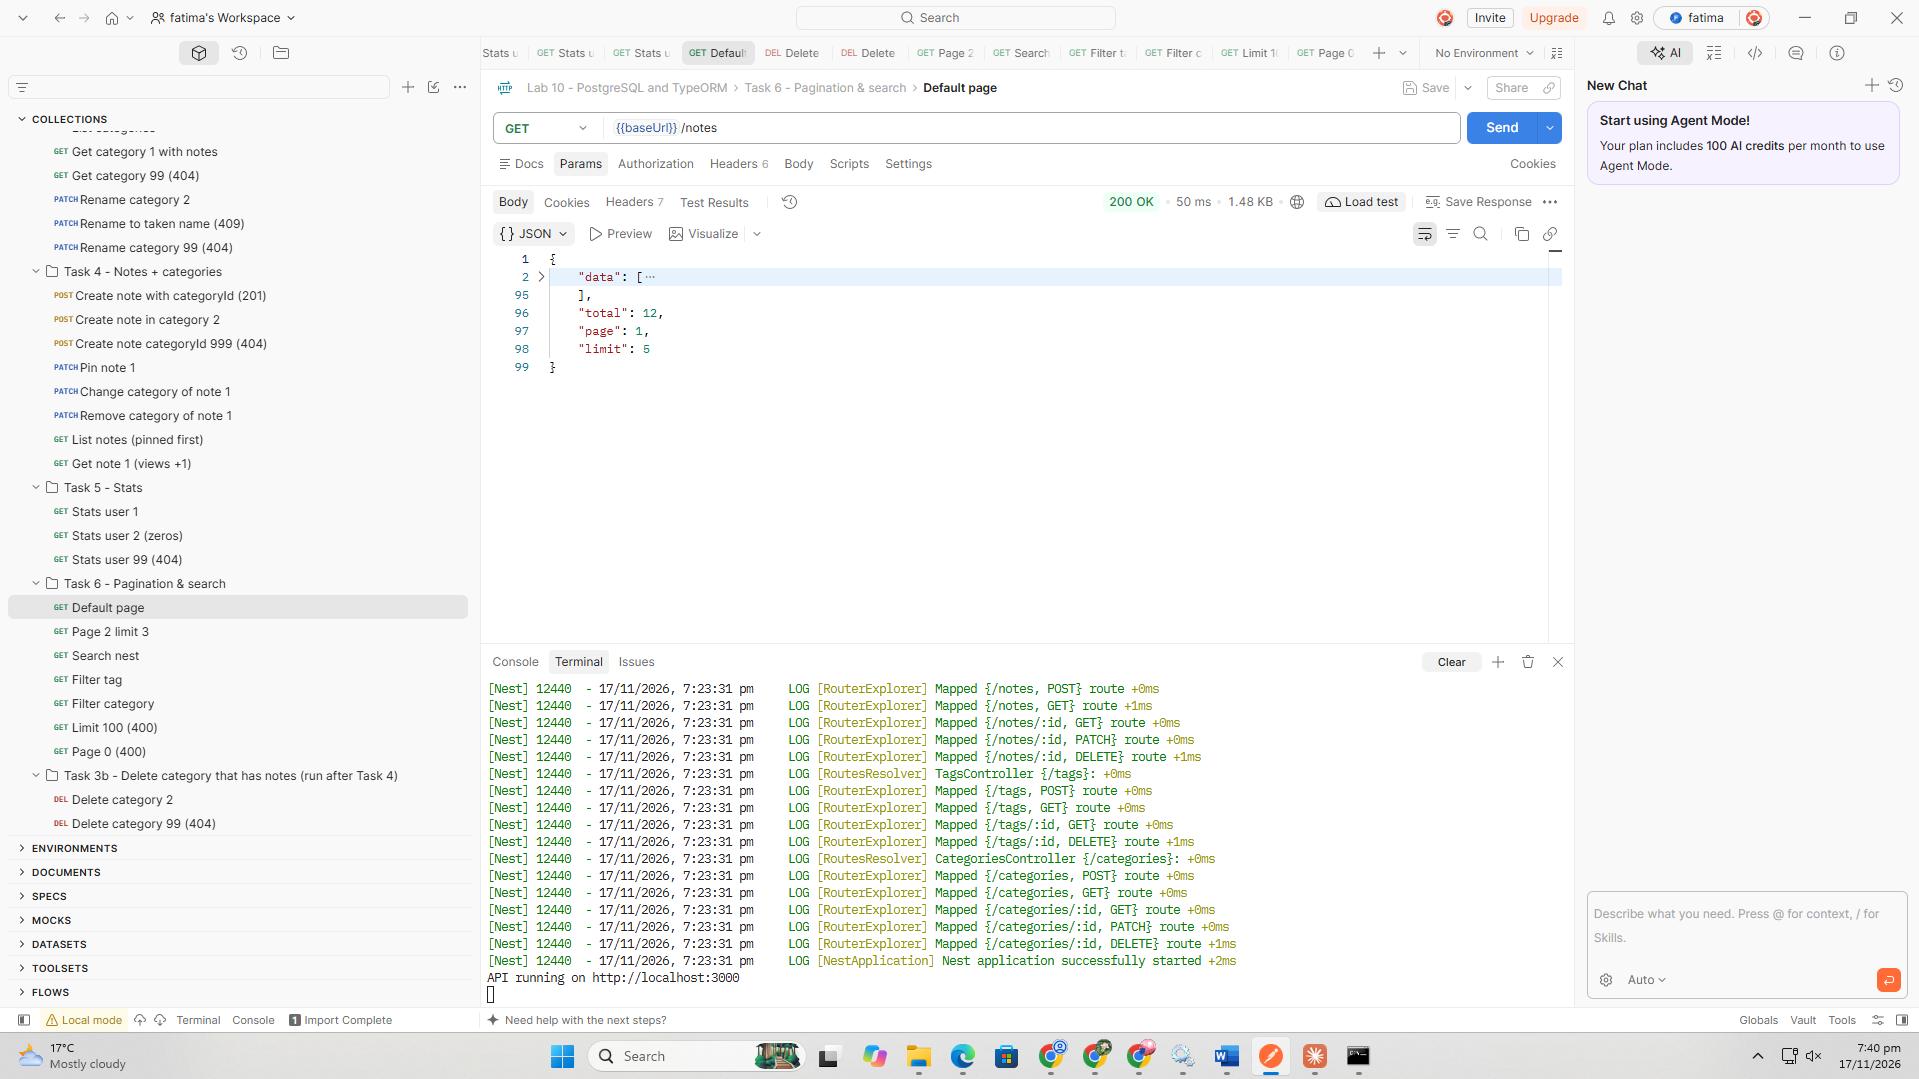 fatima's Workspace
Search
Invite
Upgrade
fatima
Stats u
GET Stats u
GET Stats u
GET Defaul
DEL Delete
DEL Delete
GET Page 2
GET Search
GET Filter t
GET Filter c
GET Limit 1
GET Page 0
No Environment
AI
Lab 10 - PostgreSQL and TypeORM > Task 6 - Pagination & search > Default page
Save
Share
New Chat
Start using Agent Mode!
Your plan includes 100 AI credits per month to use
Agent Mode.
COLLECTIONS
List categories
GET Get category 1 with notes
GET Get category 99 (404)
PATCH Rename category 2
PATCH Rename to taken name (409)
PATCH Rename category 99 (404)
Task 4 - Notes + categories
POST Create note with categoryId (201)
POST Create note in category 2
POST Create note categoryId 999 (404)
PATCH Pin note 1
PATCH Change category of note 1
PATCH Remove category of note 1
GET List notes (pinned first)
GET Get note 1 (views +1)
Task 5 - Stats
GET Stats user 1
GET Stats user 2 (zeros)
GET Stats user 99 (404)
Task 6 - Pagination & search
GET Default page
GET Page 2 limit 3
GET Search nest
GET Filter tag
GET Filter category
GET Limit 100 (400)
GET Page 0 (400)
Task 3b - Delete category that has notes (run after Task 4)
DEL Delete category 2
DEL Delete category 99 (404)
ENVIRONMENTS
DOCUMENTS
SPECS
MOCKS
DATASETS
TOOLSETS
FLOWS
GET
{{baseUrl}} /notes
Send
Docs
Params
Authorization
Headers 6
Body
Scripts
Settings
Cookies
Body
Cookies
Headers 7
Test Results
200 OK • 50 ms • 1.48 KB
Load test
e.g. Save Response
{} JSON
Preview
Visualize
1 {
2 "data": [ ···
95 ],
96 "total": 12,
97 "page": 1,
98 "limit": 5
99 }
Console
Terminal
Issues
Clear
[Nest] 12440 - 17/11/2026, 7:23:31 pm LOG [RouterExplorer] Mapped {/notes, POST} route +0ms
[Nest] 12440 - 17/11/2026, 7:23:31 pm LOG [RouterExplorer] Mapped {/notes, GET} route +1ms
[Nest] 12440 - 17/11/2026, 7:23:31 pm LOG [RouterExplorer] Mapped {/notes/:id, GET} route +0ms
[Nest] 12440 - 17/11/2026, 7:23:31 pm LOG [RouterExplorer] Mapped {/notes/:id, PATCH} route +0ms
[Nest] 12440 - 17/11/2026, 7:23:31 pm LOG [RouterExplorer] Mapped {/notes/:id, DELETE} route +1ms
[Nest] 12440 - 17/11/2026, 7:23:31 pm LOG [RoutesResolver] TagsController {/tags}: +0ms
[Nest] 12440 - 17/11/2026, 7:23:31 pm LOG [RouterExplorer] Mapped {/tags, POST} route +0ms
[Nest] 12440 - 17/11/2026, 7:23:31 pm LOG [RouterExplorer] Mapped {/tags, GET} route +0ms
[Nest] 12440 - 17/11/2026, 7:23:31 pm LOG [RouterExplorer] Mapped {/tags/:id, GET} route +0ms
[Nest] 12440 - 17/11/2026, 7:23:31 pm LOG [RouterExplorer] Mapped {/tags/:id, DELETE} route +1ms
[Nest] 12440 - 17/11/2026, 7:23:31 pm LOG [RoutesResolver] CategoriesController {/categories}: +0ms
[Nest] 12440 - 17/11/2026, 7:23:31 pm LOG [RouterExplorer] Mapped {/categories, POST} route +0ms
[Nest] 12440 - 17/11/2026, 7:23:31 pm LOG [RouterExplorer] Mapped {/categories, GET} route +0ms
[Nest] 12440 - 17/11/2026, 7:23:31 pm LOG [RouterExplorer] Mapped {/categories/:id, GET} route +0ms
[Nest] 12440 - 17/11/2026, 7:23:31 pm LOG [RouterExplorer] Mapped {/categories/:id, PATCH} route +0ms
[Nest] 12440 - 17/11/2026, 7:23:31 pm LOG [RouterExplorer] Mapped {/categories/:id, DELETE} route +1ms
[Nest] 12440 - 17/11/2026, 7:23:31 pm LOG [NestApplication] Nest application successfully started +2ms
API running on http://localhost:3000
Describe what you need. Press @ for context, / for
Skills.
Auto
Local mode
Terminal
Console
1 Import Complete
Need help with the next steps?
Globals
Vault
Tools
17°C
Mostly cloudy
Search
7:40 pm
17/11/2026